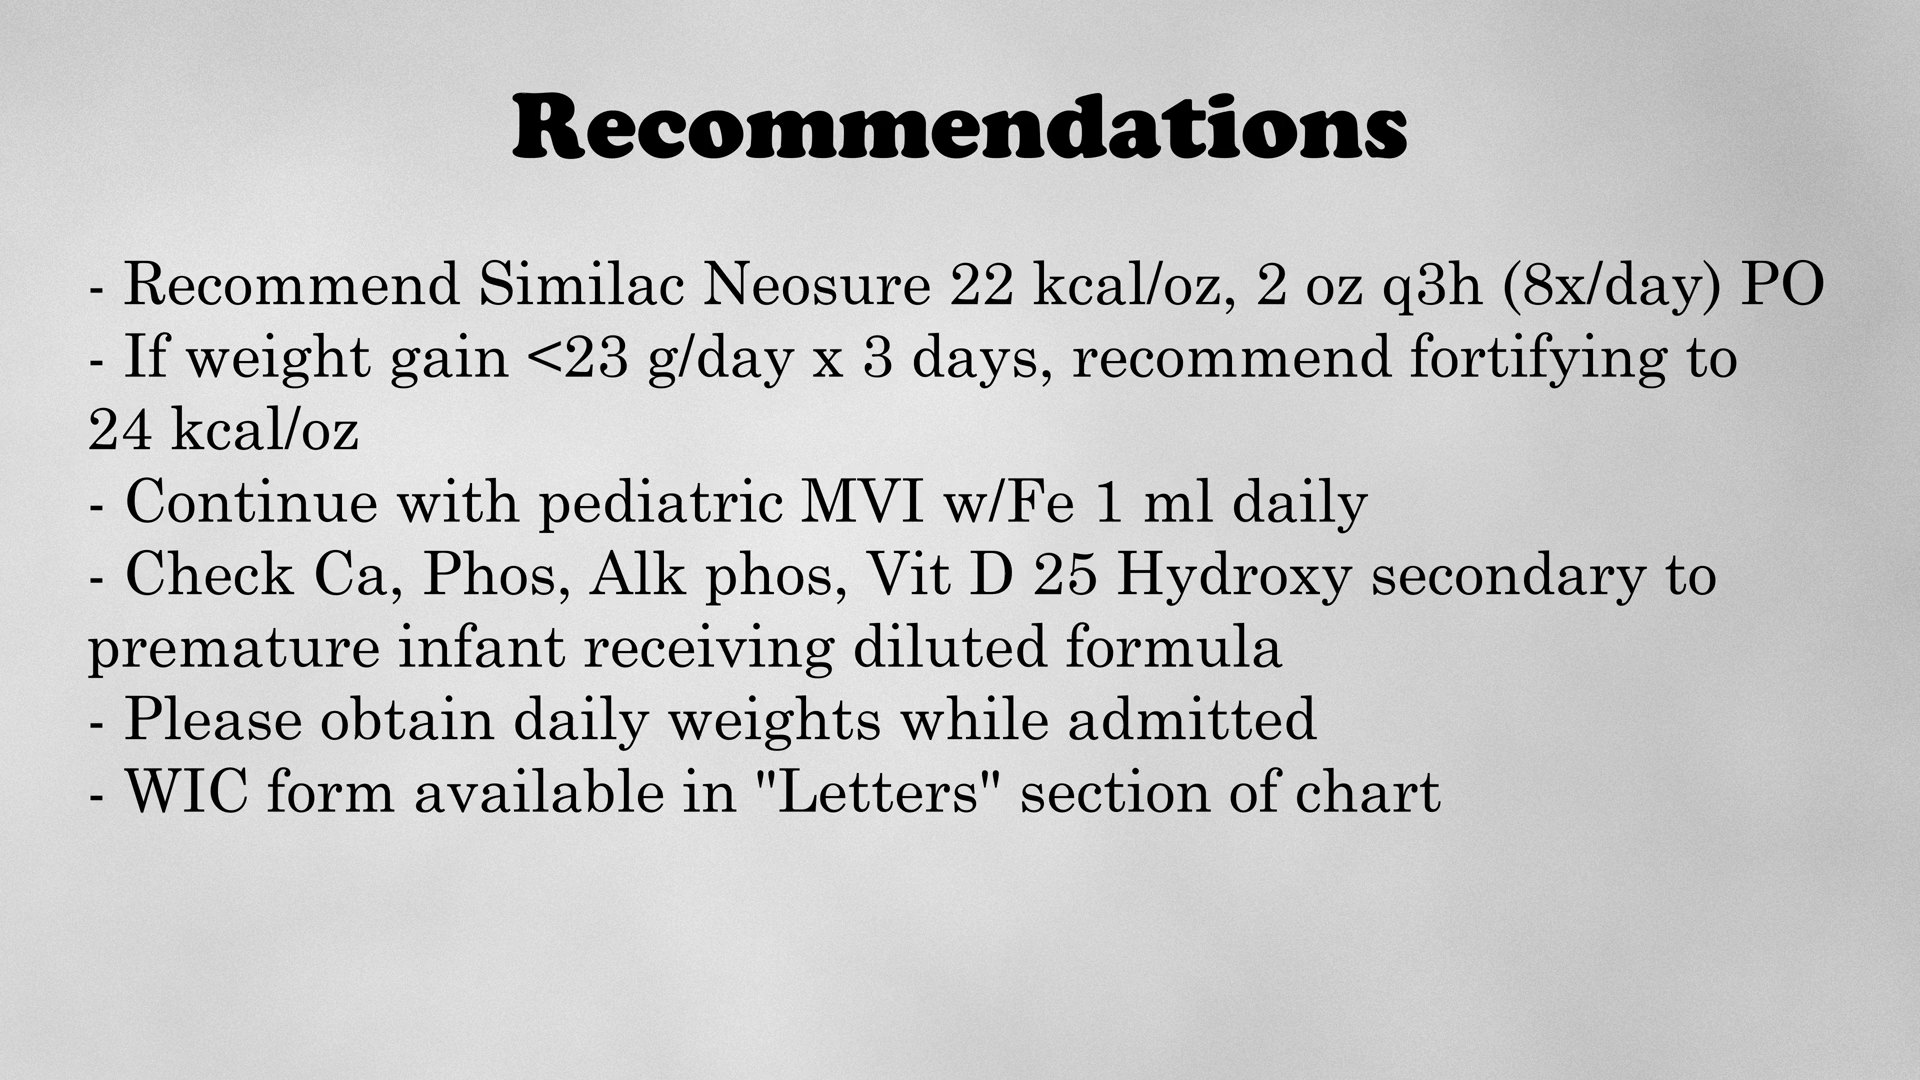 Recommendations
- Recommend Similac Neosure 22 kcal/oz, 2 oz q3h (8x/day) PO
- If weight gain <23 g/day x 3 days, recommend fortifying to
24 kcal/oz
- Continue with pediatric MVI w/Fe 1 ml daily
- Check Ca, Phos, Alk phos, Vit D 25 Hydroxy secondary to
premature infant receiving diluted formula
- Please obtain daily weights while admitted
- WIC form available in "Letters" section of chart